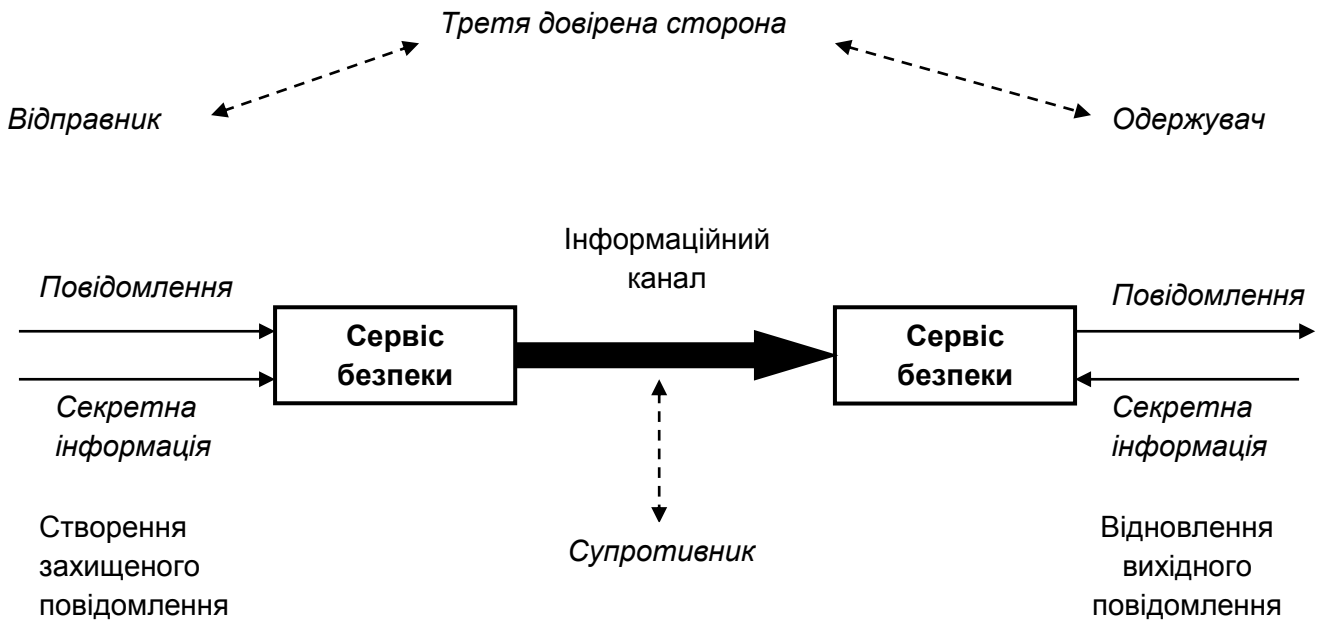 Третя довірена сторона
Відправник
Одержувач
Інформаційний
канал
Повідомлення
Повідомлення
Сервіс
безпеки
Сервіс
безпеки
Секретна
інформація
Секретна
інформація
Створення
захищеного
повідомлення
Супротивник
Відновлення
вихідного
повідомлення